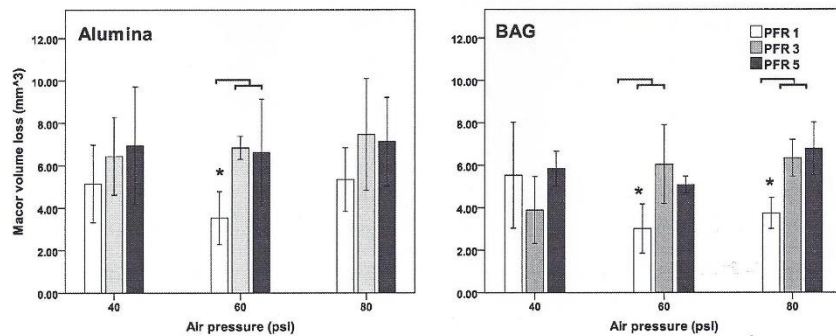 Alumina
Macor volume loss (mm^3)
12.00
10.00
8.00
6.00
4.00
2.00
0.00
*
40
60
80
Air pressure (psi)
BAG
PFR 1
PFR 3
PFR 5
12.00
10.00
8.00
6.00
4.00
2.00
0.00
*
*
40
60
80
Air pressure (psi)